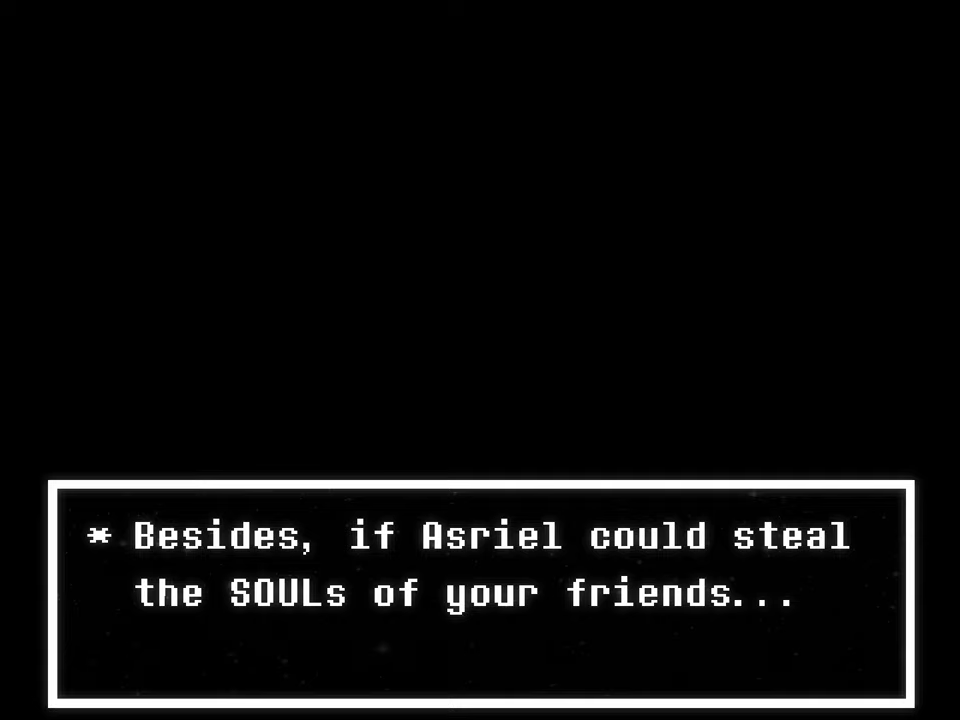 * Besides, if Asriel could steal
the SOULs of your friends...